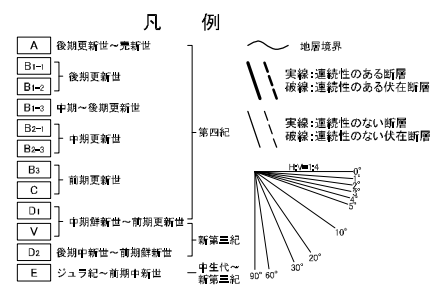 凡 例
A 後期更新世～完新世
B1-1
後期更新世
B1-2
B1-3 中期～後期更新世
B2-1
中期更新世
B2-3
B3
前期更新世
C
D1
中期鮮新世～前期更新世
V
D2 後期中新世～前期鮮新世
E ジュラ紀～前期中新世
第四紀
新第三紀
中生代～
新第三紀
地層境界
実線：連続性のある断層
破線：連続性のある伏在断層
実線：連続性のない断層
破線：連続性のない伏在断層
H:V=1:4
0°
1°
2°
3°
4°
5°
10°
20°
30°
60°
90°